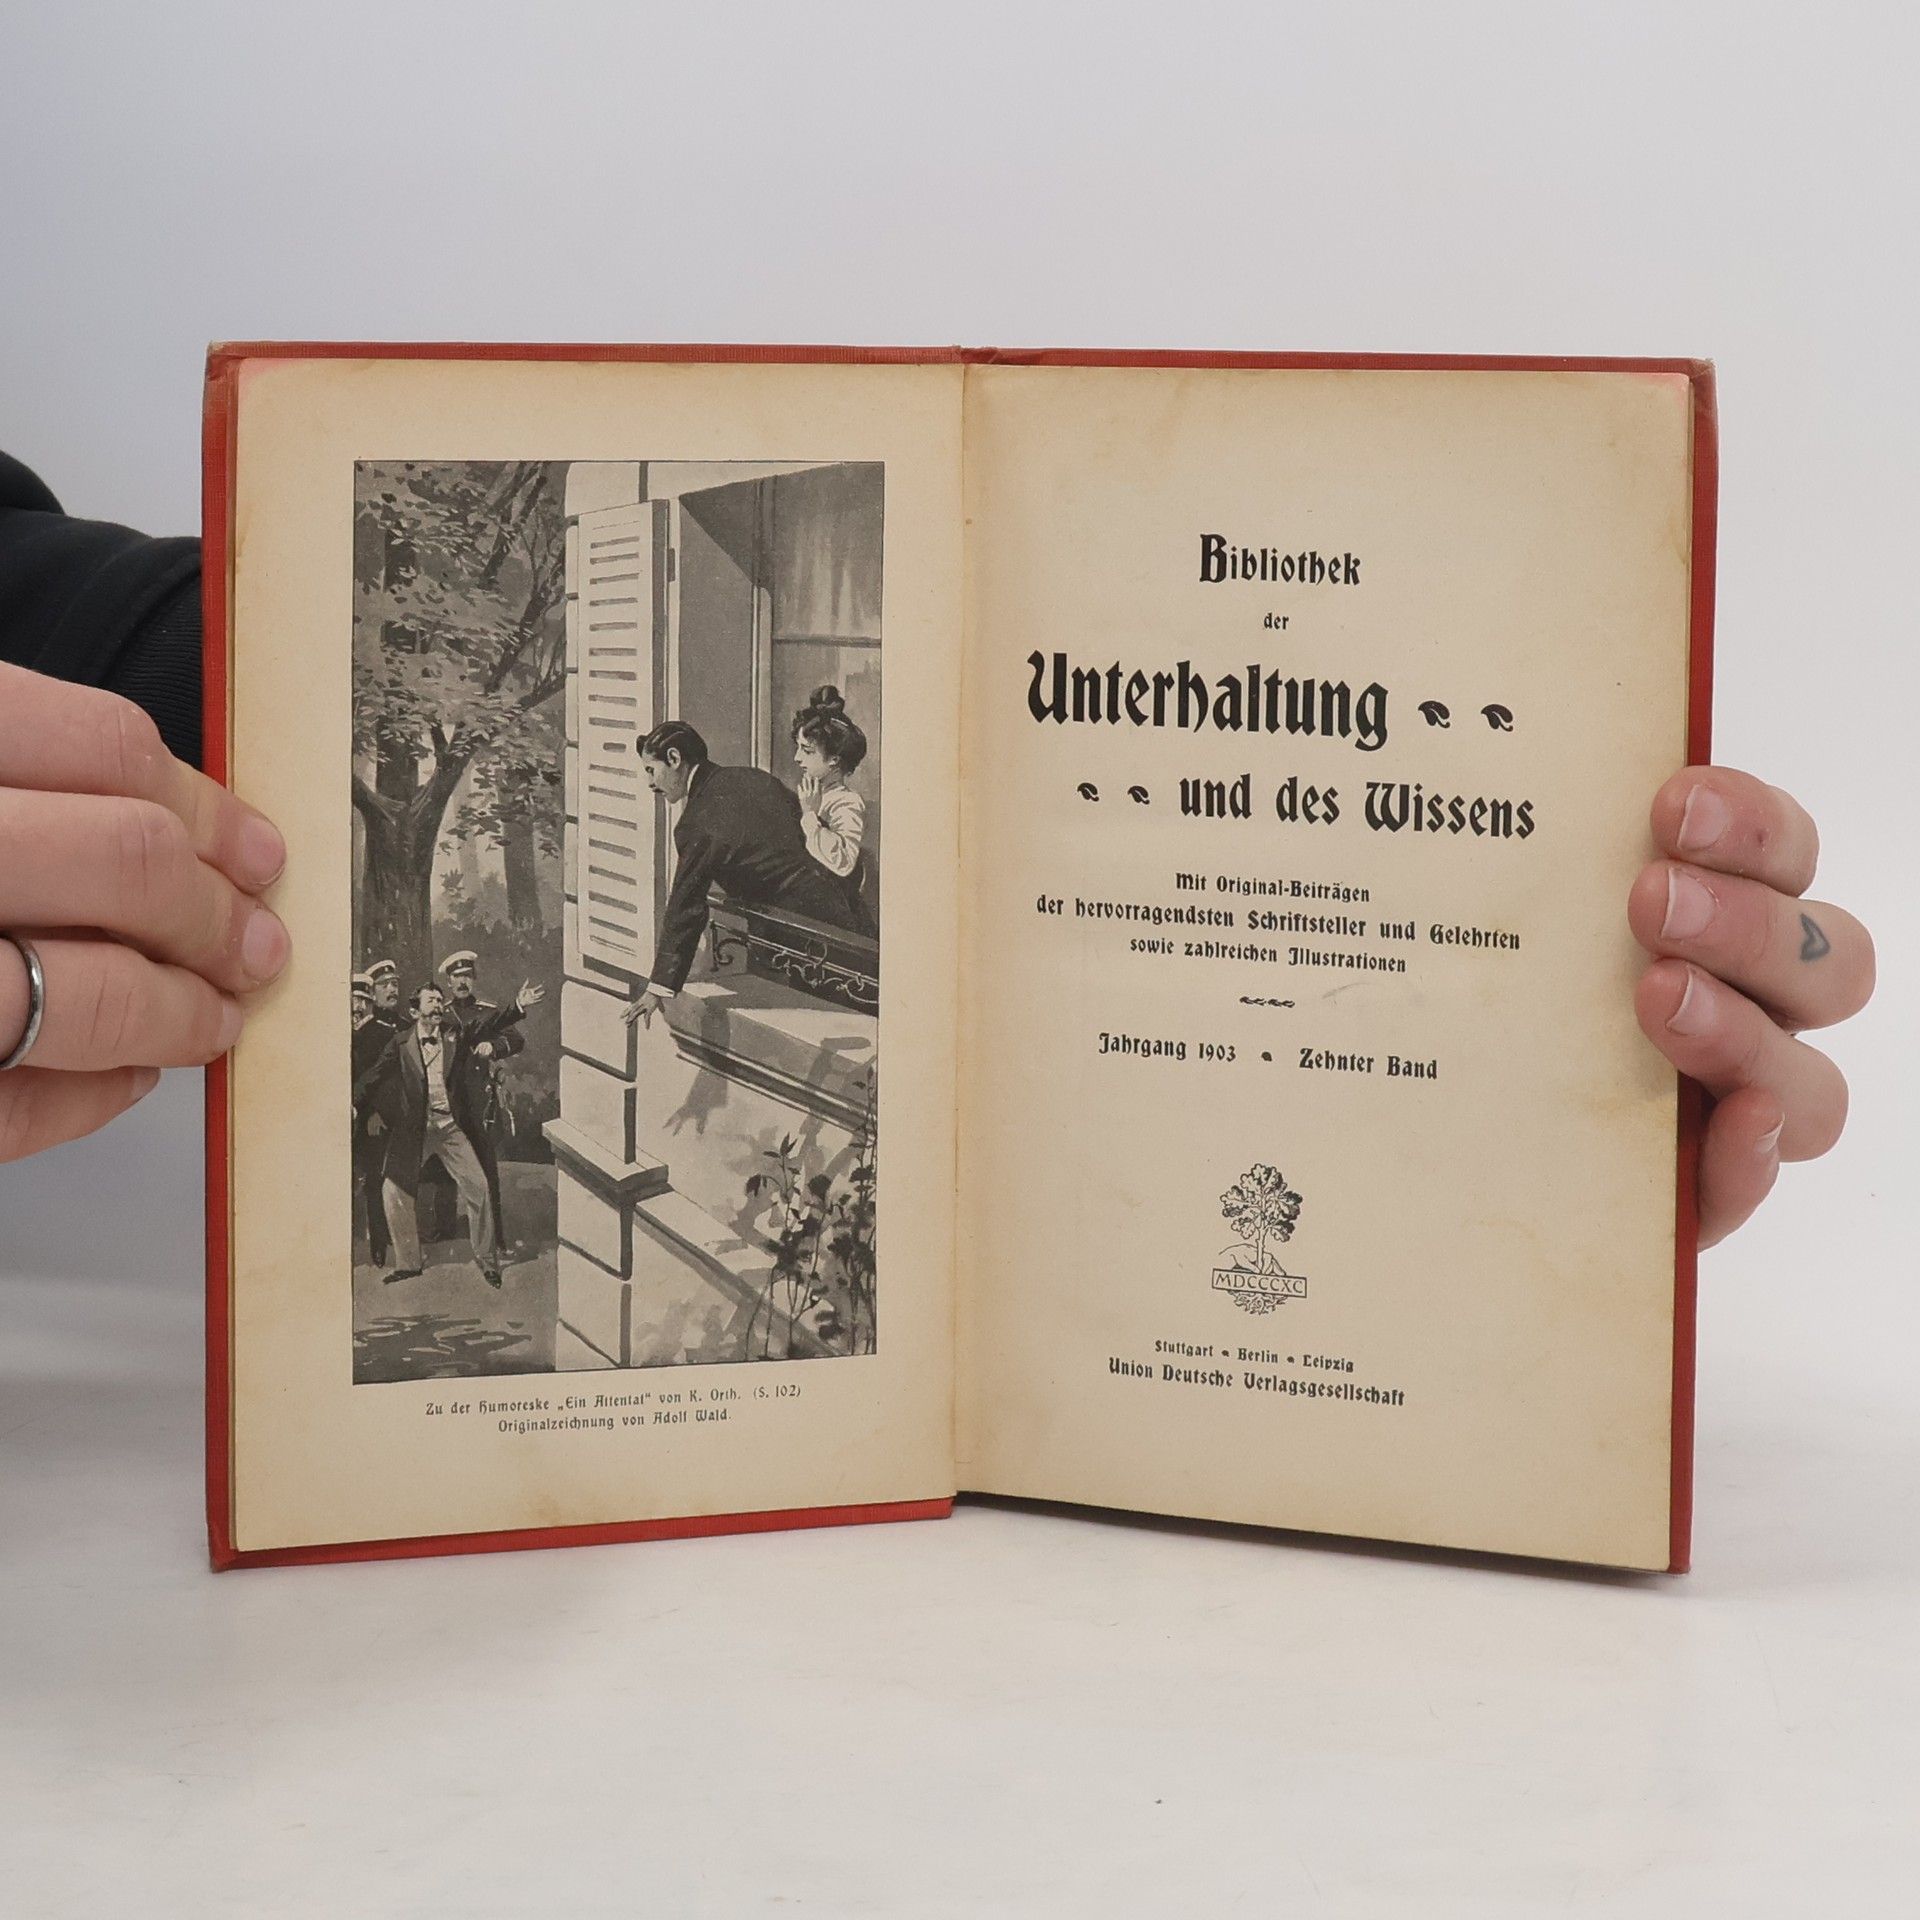 Zu der Humoreske „Ein Attentat“ von K. Orth. (S. 102)
Originalzeichnung von Adolf Wald.
Bibliothek
der
Unterhaltung
und des Wissens
Mit Original-Beiträgen
der hervorragendsten Schriftsteller und Gelehrten
sowie zahlreichen Illustrationen
Jahrgang 1903 • Zehnter Band
MDCCCXC
Stuttgart • Berlin • Leipzig
Union Deutsche Verlagsgesellschaft